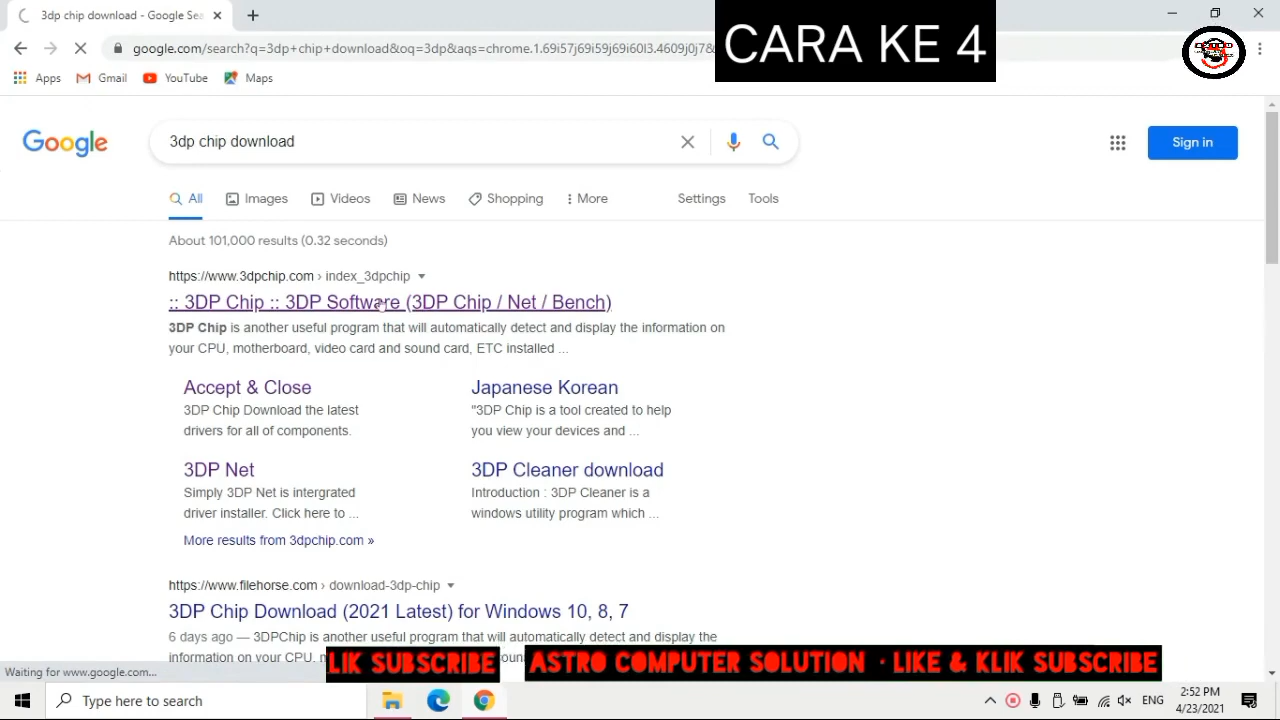 3dp chip download - Google Sea
CARA KE 4
google.com/search?q=3dp+chip+download&oq=3dp&aqs=chrome.1.69i57j69i59j69i60l3.4609j0j7&
Apps
Gmail
YouTube
Maps
Google
3dp chip download
Sign in
All
Images
Videos
News
Shopping
More
Settings
Tools
About 101,000 results (0.32 seconds)
https://www.3dpchip.com › index_3dpchip
:: 3DP Chip :: 3DP Software (3DP Chip / Net / Bench)
3DP Chip is another useful program that will automatically detect and display the information on
your CPU, motherboard, video card and sound card, ETC installed ...
Accept & Close
3DP Chip Download the latest
drivers for all of components.
Japanese Korean
"3DP Chip is a tool created to help
you view your devices and ...
3DP Net
Simply 3DP Net is intergrated
driver installer. Click here to ...
3DP Cleaner download
Introduction : 3DP Cleaner is a
windows utility program which ...
More results from 3dpchip.com »
https://www.filehorse.com › download-3dp-chip
3DP Chip Download (2021 Latest) for Windows 10, 8, 7
6 days ago — 3DPChip is another useful program that will automatically detect and display the
information on your CPU,
LIK SUBSCRIBE
ASTRO COMPUTER SOLUTION · LIKE & KLIK SUBSCRIBE
Waiting for www.google.com...
Type here to search
ENG
2:52 PM
4/23/2021